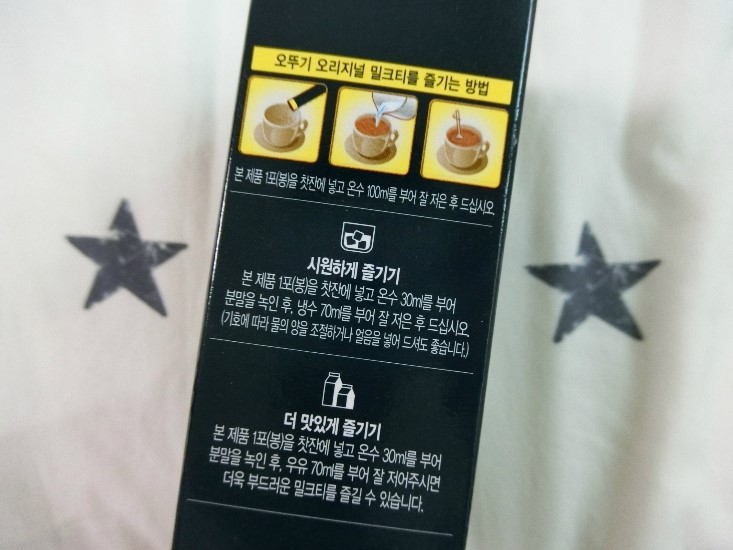 오뚜기 오리지널 밀크티를 즐기는 방법
본 제품 1포(봉)을 찻잔에 넣고 온수 100ml를 부어 잘 저은 후 드십시오.
시원하게 즐기기
본 제품 1포(봉)을 찻잔에 넣고 온수 30ml를 부어
분말을 녹인 후, 냉수 70ml를 부어 잘 저은 후 드십시오.
(기호에 따라 물의 양을 조절하거나 얼음을 넣어 드셔도 좋습니다.)
더 맛있게 즐기기
본 제품 1포(봉)을 찻잔에 넣고 온수 30ml를 부어
분말을 녹인 후, 우유 70ml를 부어 잘 저어주시면
더욱 부드러운 밀크티를 즐길 수 있습니다.